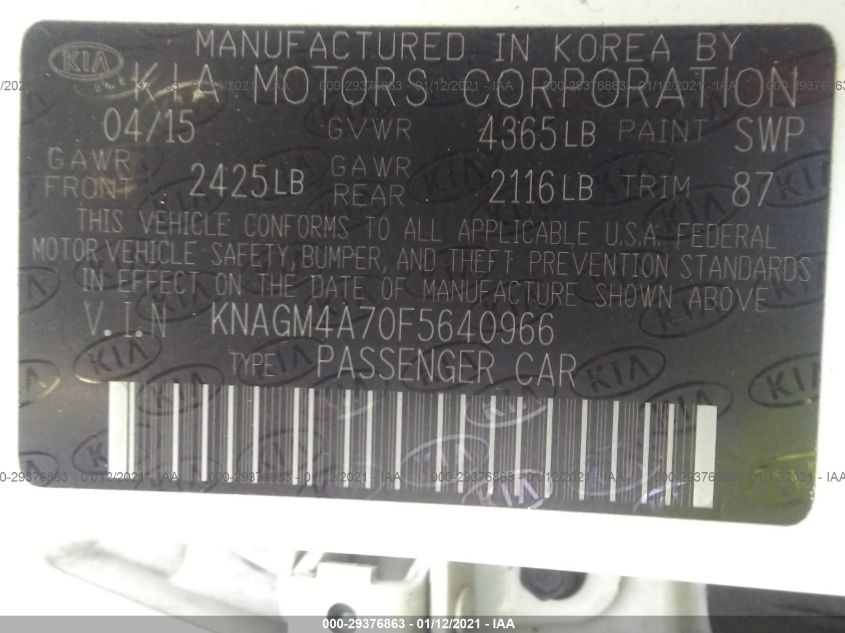 MANUFACTURED IN KOREA BY
KIA KIA MOTORS CORPORATION
04/15 GVWR 4365LB PAINT SWP
GAWR FRONT 2425LB GAWR REAR 2116LB TRIM 87
THIS VEHICLE CONFORMS TO ALL APPLICABLE U.S.A. FEDERAL
MOTOR VEHICLE SAFETY, BUMPER, AND THEFT PREVENTION STANDARDS
IN EFFECT ON THE DATE OF MANUFACTURE SHOWN ABOVE
V.I.N KNAGM4A70F5640966
TYPE PASSENGER CAR
000-29376863 - 01/12/2021 - IAA